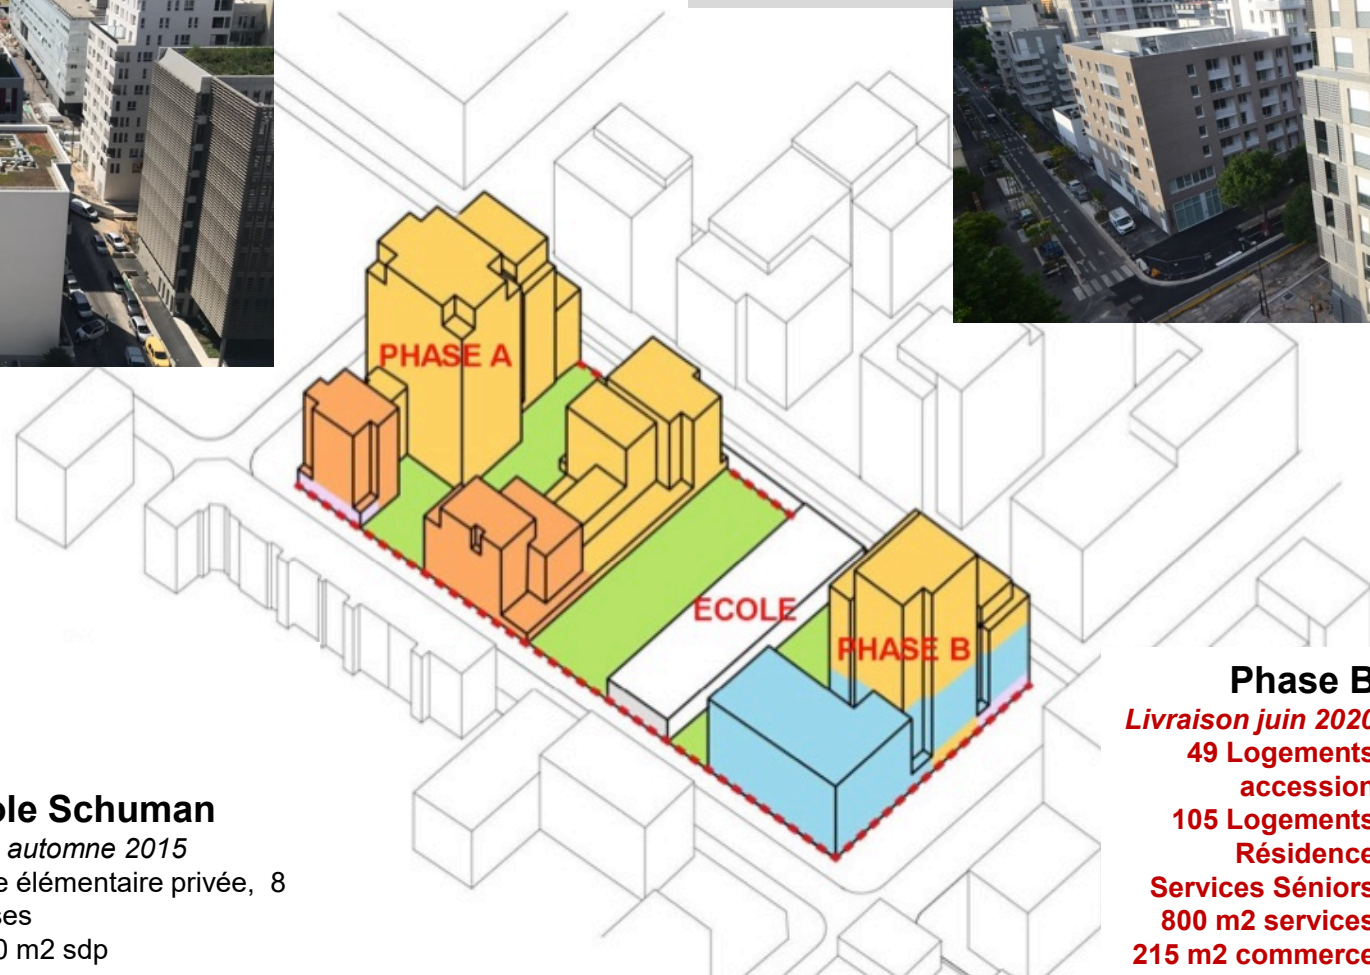 PHASE A
ECOLE
PHASE B
ole Schuman
automne 2015
e élémentaire privée, 8
ses
0 m2 sdp
Phase B
Livraison juin 2020
49 Logements
accession
105 Logements
Résidence
Services Séniors
800 m2 services
215 m2 commerce